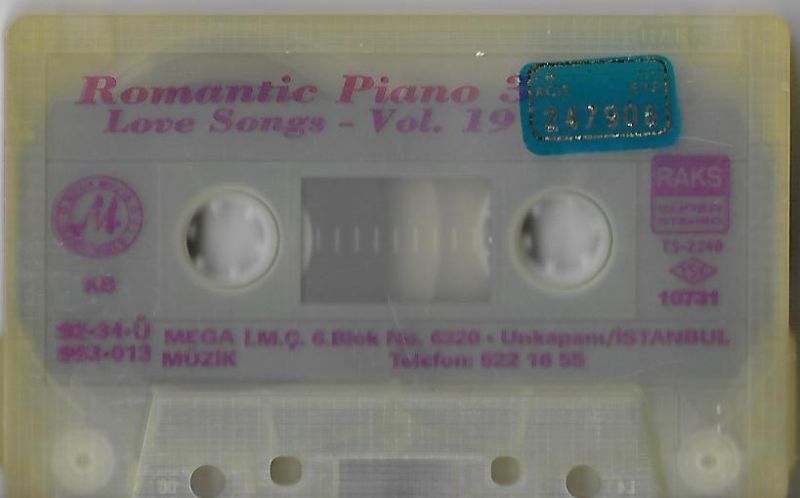 Romantic Piano 3
Love Songs - Vol. 19
247906
RAKS
SUPER
STEREO
TS-2240
TSE
10731
M
KB
92-34-Ü
993-013
MEGA İ.M.Ç. 6.Blok No. 6320 - Unkapanı/İSTANBUL
MÜZİK
Telefon: 522 16 55